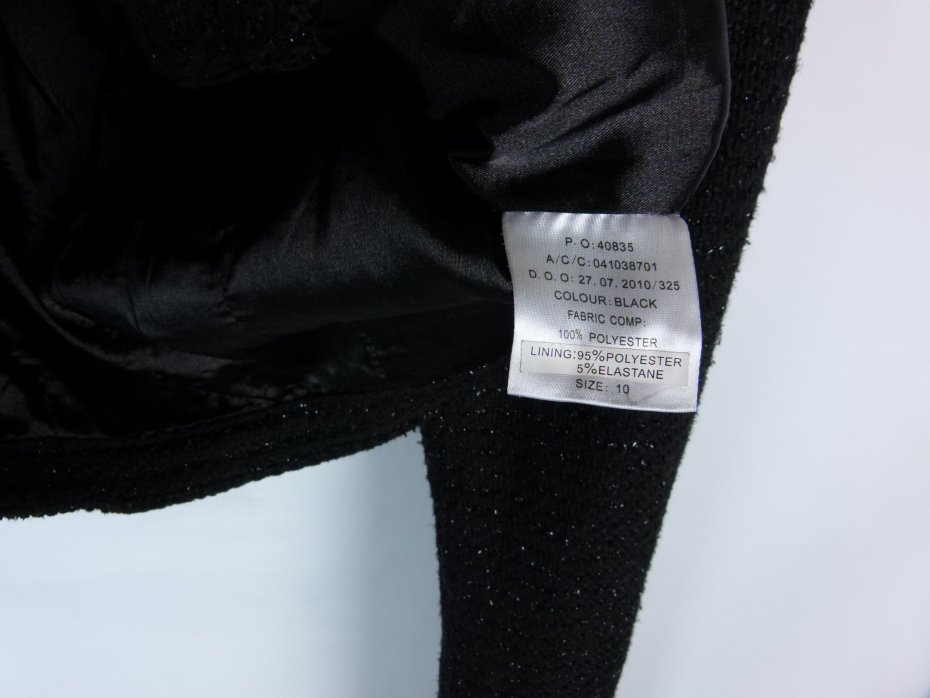 P.O:40835
A/C/C:041038701
D.O.O:27.07.2010/325
COLOUR:BLACK
FABRIC COMP:
100% POLYESTER
LINING:95%POLYESTER
5%ELASTANE
SIZE: 10